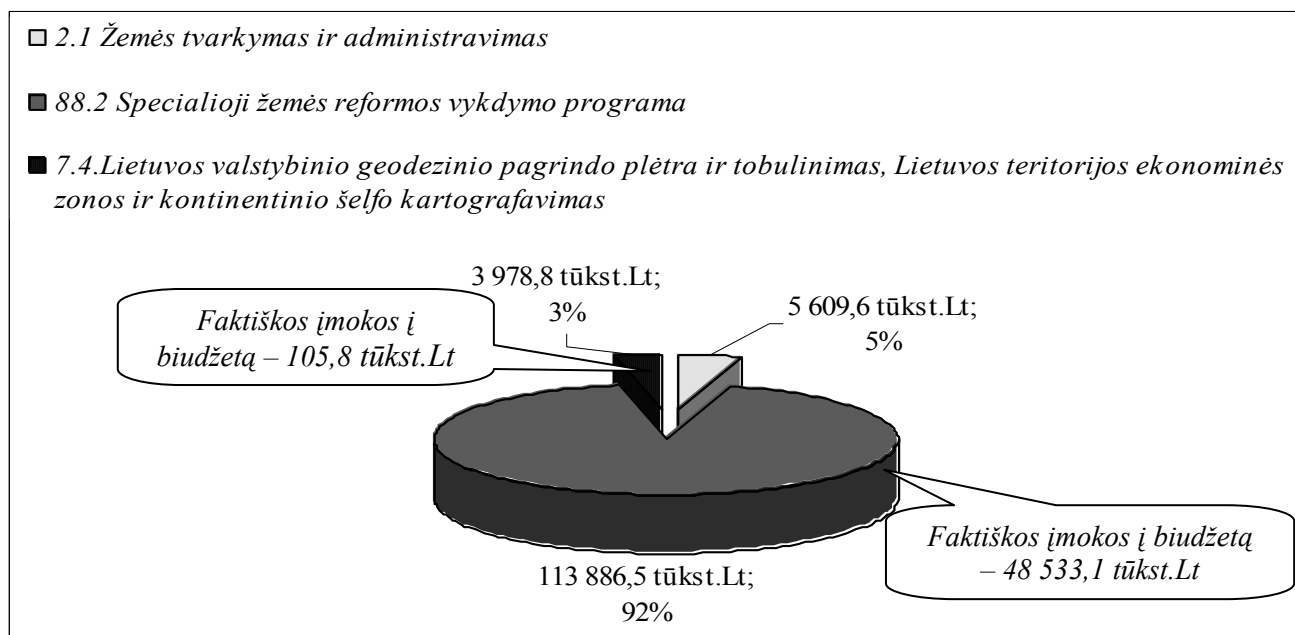 2.1 Žemės tvarkymas ir administravimas
88.2 Specialioji žemės reformos vykdymo programa
7.4.Lietuvos valstybinio geodezinio pagrindo plėtra ir tobulinimas, Lietuvos teritorijos ekonominės
zonos ir kontinentinio šelfo kartografavimas
3 978,8 tūkst.Lt;
3%
5 609,6 tūkst.Lt;
5%
Faktiškos įmokos į
biudžetą – 105,8 tūkst.Lt
Faktiškos įmokos į biudžetą
– 48 533,1 tūkst.Lt
113 886,5 tūkst.Lt;
92%